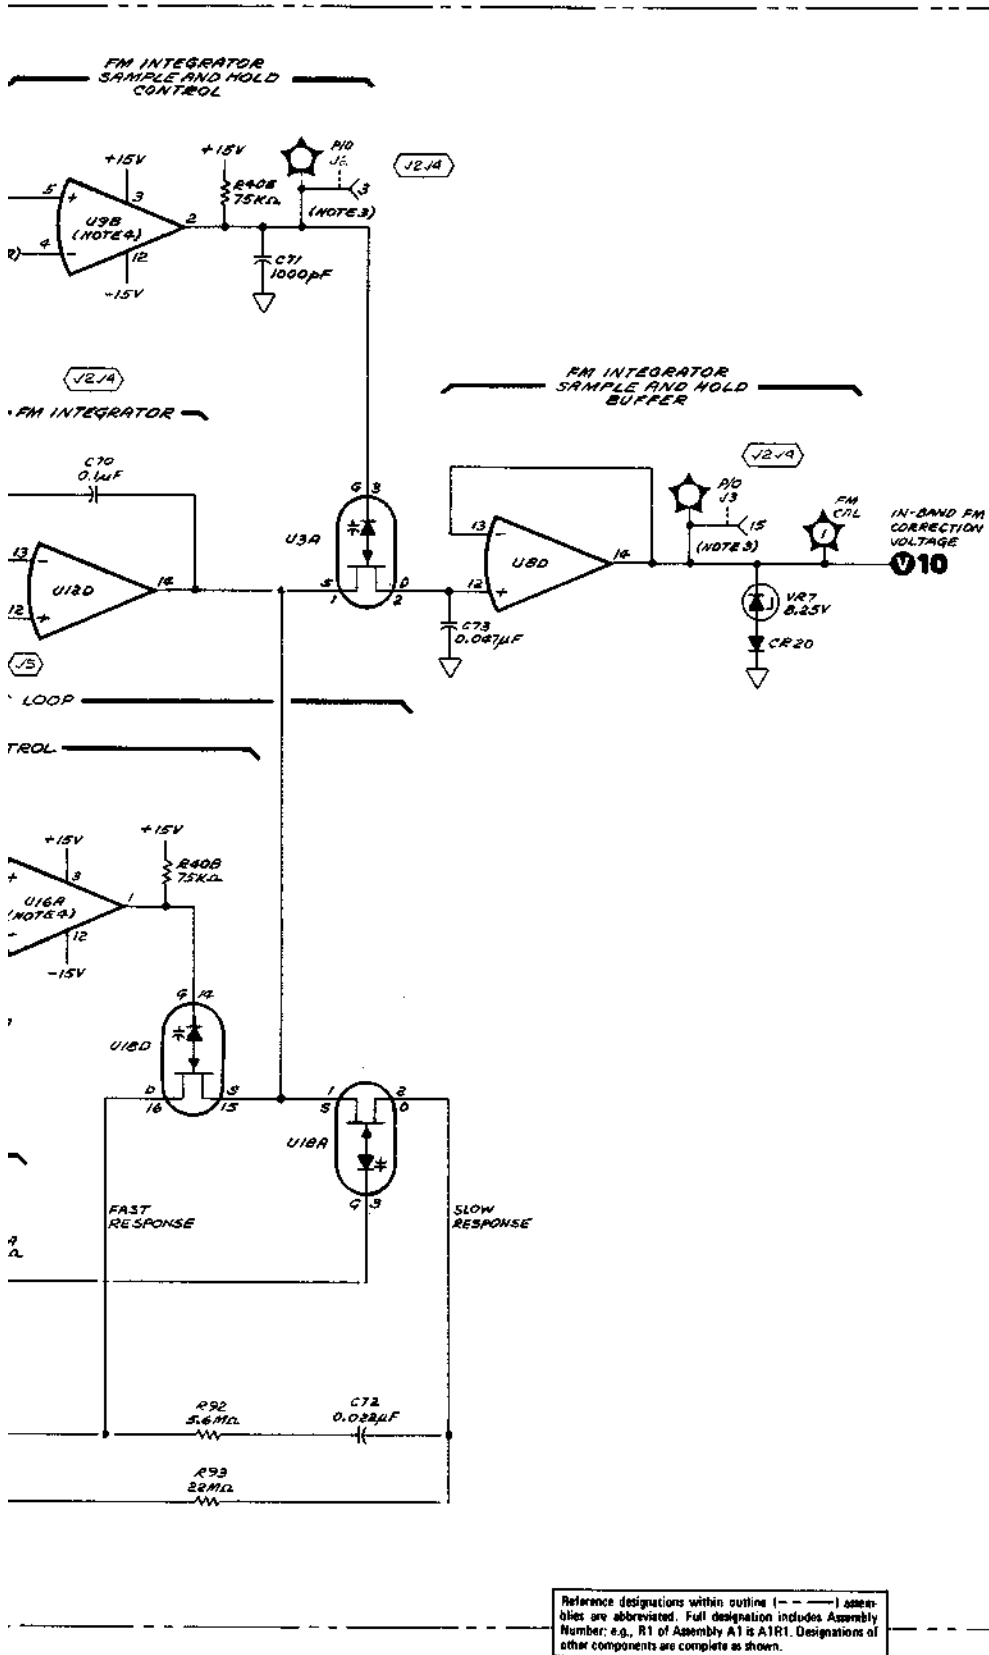 FM INTEGRATOR
SAMPLE AND HOLD
CONTROL
+15V
+15V
P/O
√2√4
5
+
3
U9B
(NOTE 4)
2
R40E
75KΩ
3
(NOTE 3)
4
-
12
-15V
C71
1000pF
√2√4
FM INTEGRATOR
FM INTEGRATOR
SAMPLE AND HOLD
BUFFER
C70
0.1µF
√2√4
G 3
P/O
J3
FM
CAL
IN-BAND FM
CORRECTION
VOLTAGE
13
-
U3A
13
-
15
(NOTE 3)
1
V10
U12D
14
S
D
U8D
14
12
+
1
2
12
+
C73
0.047µF
VR7
8.25V
CR20
√5
LOOP
TROL
+15V
+15V
+
3
R40B
75KΩ
U16A
(NOTE 4)
1
-
12
-15V
G 14
U18D
D
S
1
2
16
15
S
D
U18A
G 3
FAST
RESPONSE
SLOW
RESPONSE
Ω
R92
5.6MΩ
C72
0.022µF
R93
22MΩ
Reference designations within outline (— — —) assem-
blies are abbreviated. Full designation includes Assembly
Number; e.g., R1 of Assembly A1 is A1R1. Designations of
other components are complete as shown.